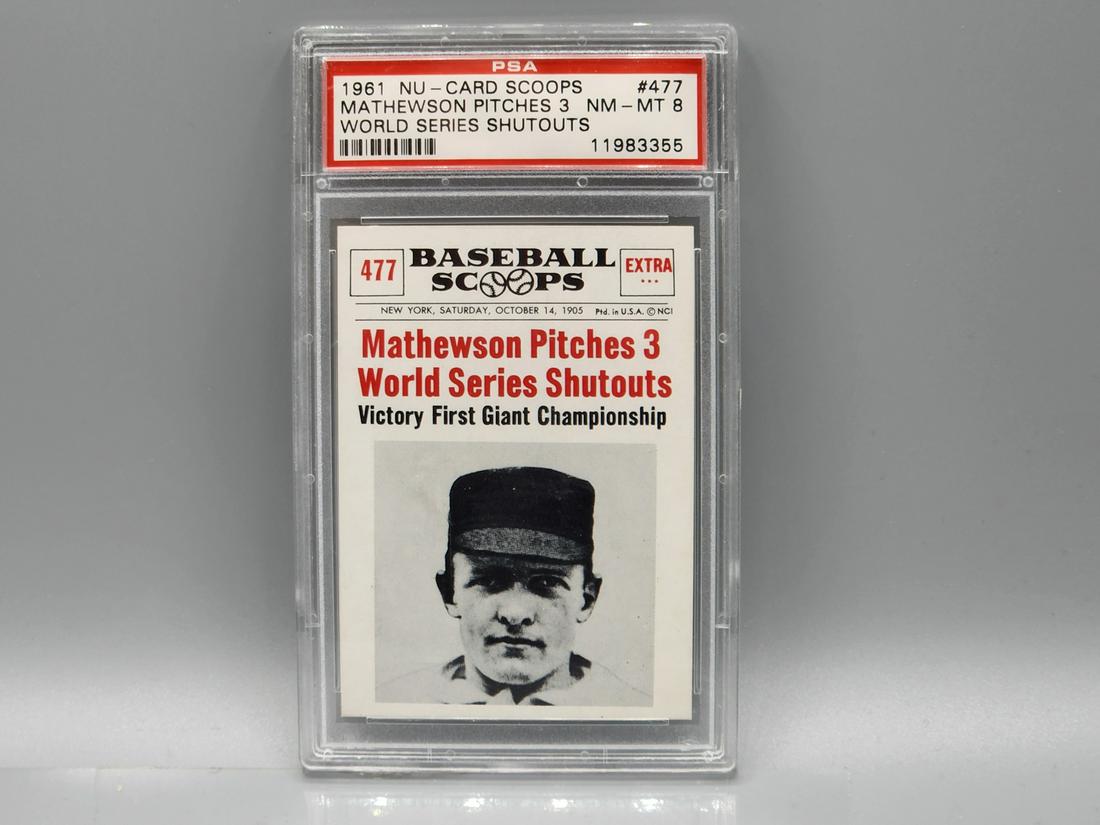 PSA
1961 NU-CARD SCOOPS #477
MATHEWSON PITCHES 3 NM-MT 8
WORLD SERIES SHUTOUTS
11983355
477 BASEBALL SCOOPS EXTRA ...
NEW YORK, SATURDAY, OCTOBER 14, 1905 Ptd. in U.S.A. © NCI
Mathewson Pitches 3
World Series Shutouts
Victory First Giant Championship